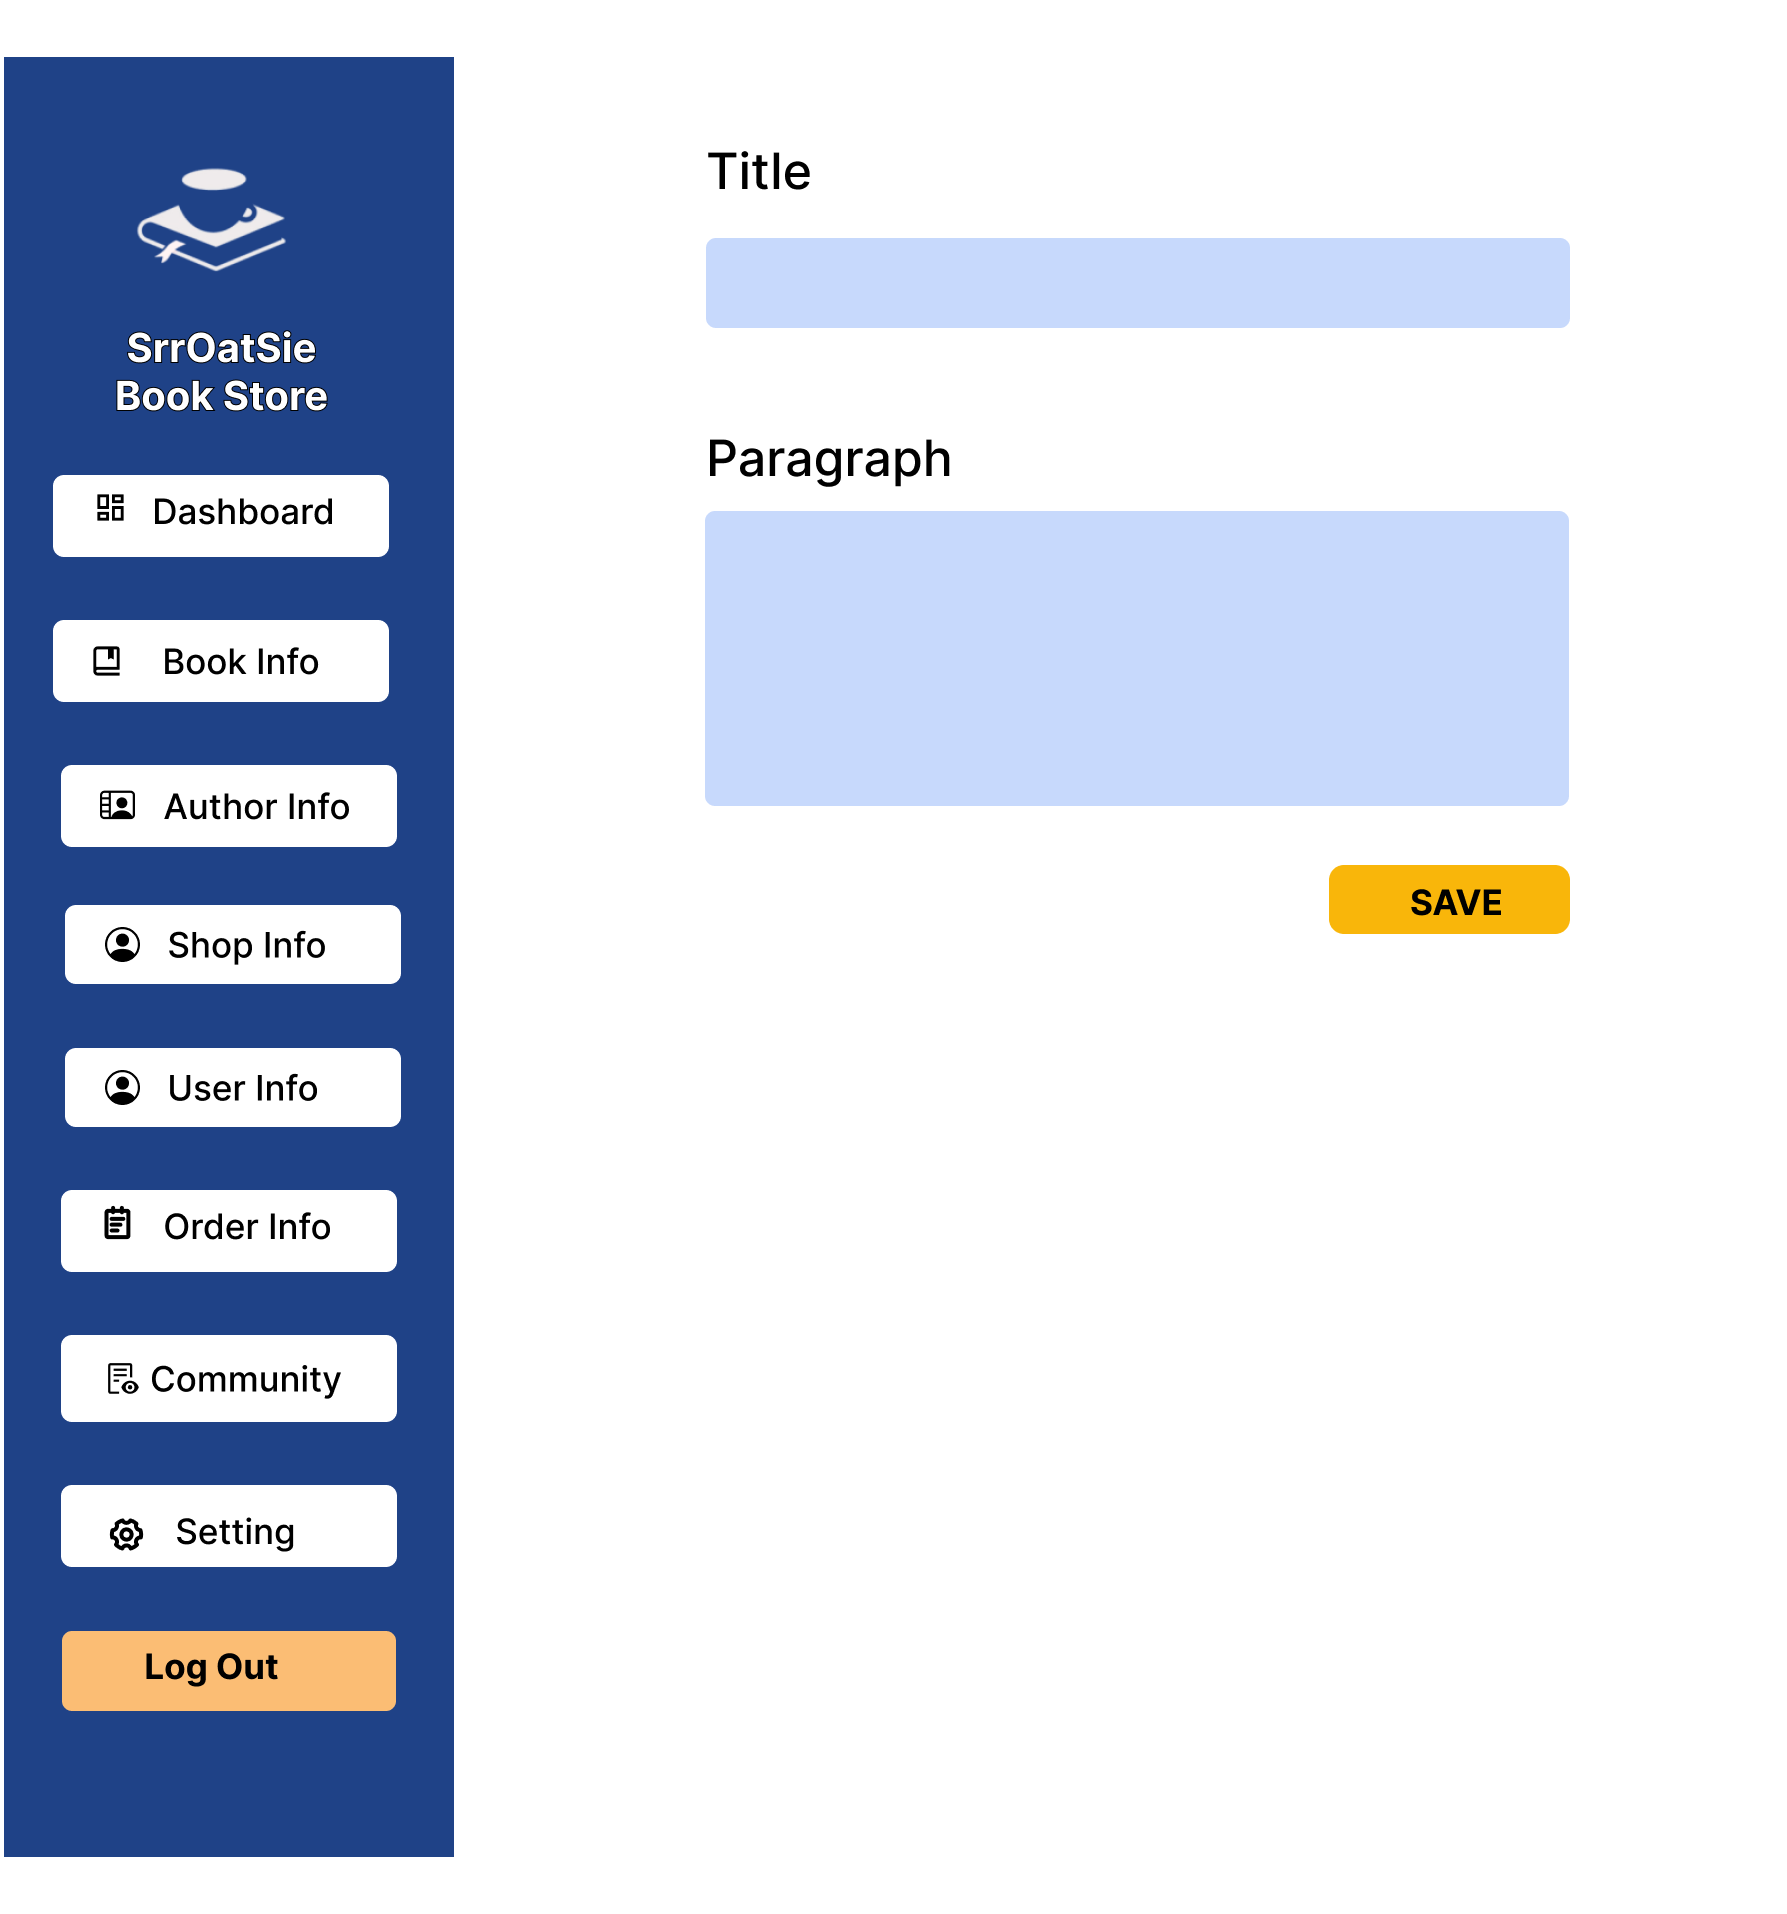 SrrOatSie
Book Store
Dashboard
Book Info
Author Info
Shop Info
User Info
Order Info
Community
Setting
Log Out
Title
Paragraph
SAVE